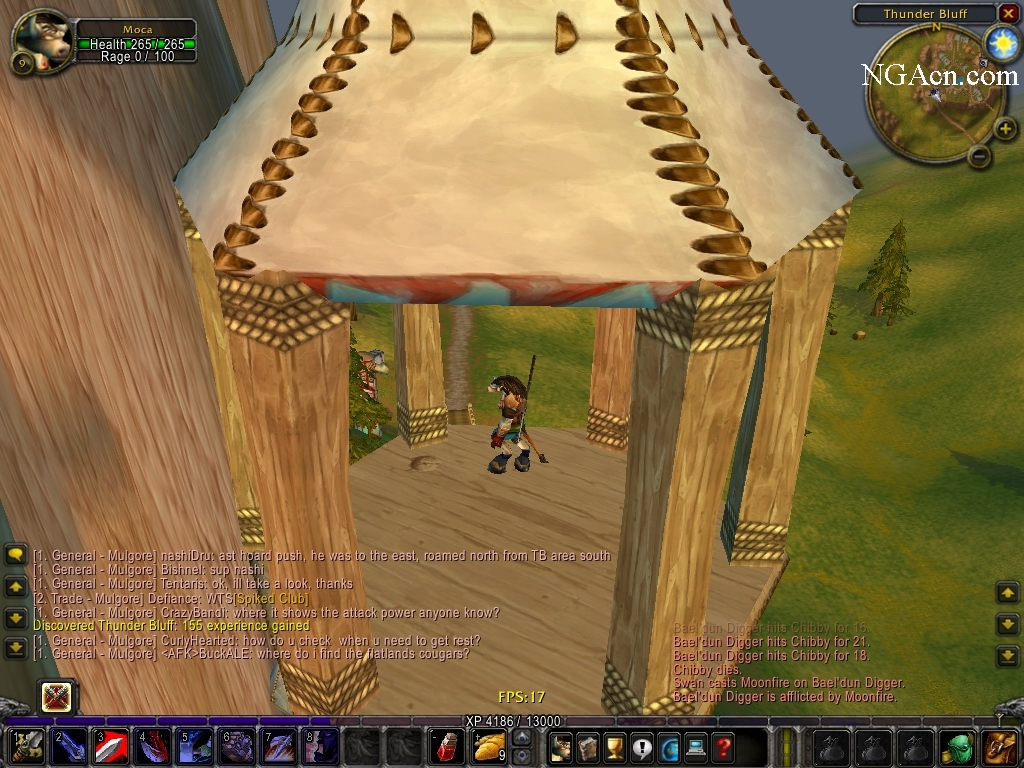 Moca
Health 265 / 265
Rage 0 / 100
9
Thunder Bluff
N
NGAcn.com
[1. General - Mulgore] nashiDru: ast hoard push, he was to the east, roamed north from TB area south
[1. General - Mulgore] Bishnel: sup nashi
[1. General - Mulgore] Tentaris: ok, ill take a look, thanks
[2. Trade - Mulgore] Defiance: WTS[Spiked Club]
[1. General - Mulgore] CrazyBandI: where it shows the attack power anyone know?
Discovered Thunder Bluff: 155 experience gained
[1. General - Mulgore] CurlyHearted: how do u check when u need to get rest?
[1. General - Mulgore] <AFK>BuckALE: where do i find the flatlands cougars?
Bael'dun Digger hits Chibby for 16.
Bael'dun Digger hits Chibby for 21.
Bael'dun Digger hits Chibby for 18.
Chibby dies.
Swan casts Moonfire on Bael'dun Digger.
Bael'dun Digger is afflicted by Moonfire.
FPS: 17
XP 4186 / 13000
2 3 4 5 6 7 8 9